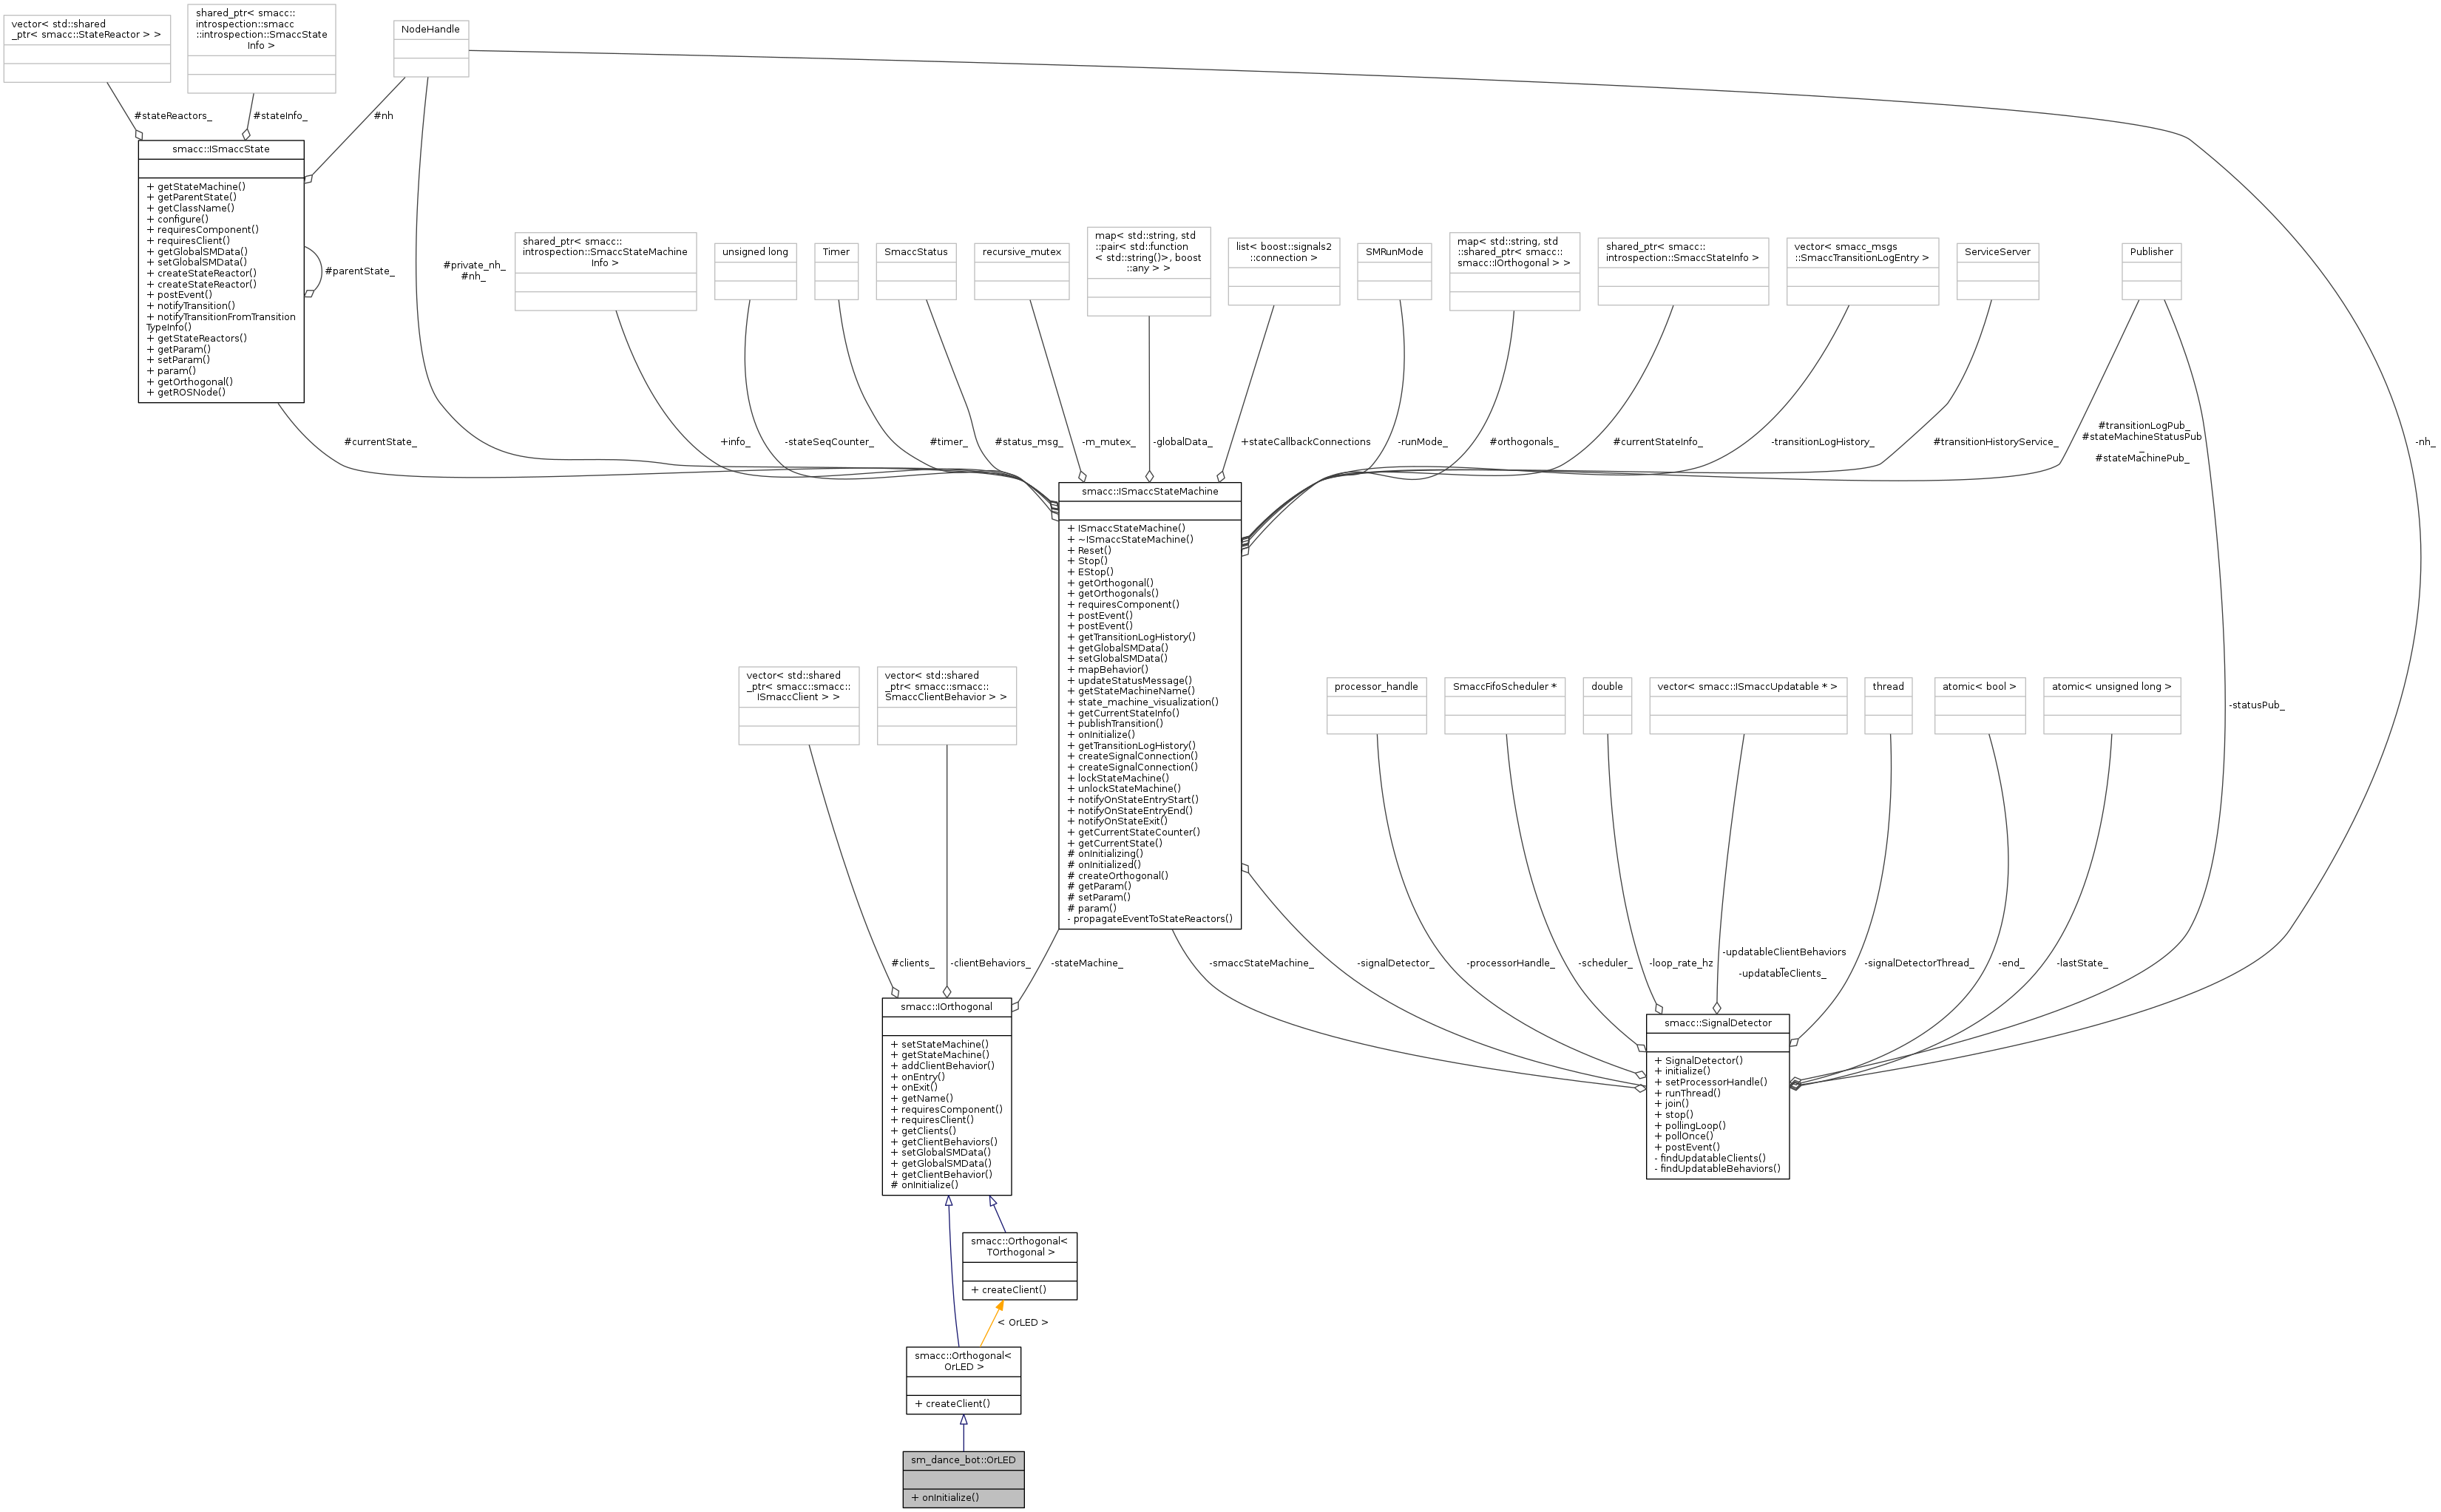 vector< std::shared
_ptr< smacc::StateReactor > >
shared_ptr< smacc::
introspection::smacc
::introspection::SmaccState
Info >
NodeHandle
#stateReactors_
#stateInfo_
#nh
smacc::ISmaccState
+ getStateMachine()
+ getParentState()
+ getClassName()
+ configure()
+ requiresComponent()
+ requiresClient()
+ getGlobalSMData()
+ setGlobalSMData()
+ createStateReactor()
+ createStateReactor()
+ postEvent()
+ notifyTransition()
+ notifyTransitionFromTransition
TypeInfo()
+ getStateReactors()
+ getParam()
+ setParam()
+ param()
+ getOrthogonal()
+ getROSNode()
#parentState_
#private_nh_
#nh_
shared_ptr< smacc::
introspection::SmaccStateMachine
Info >
unsigned long
Timer
SmaccStatus
recursive_mutex
map< std::string, std
::pair< std::function
< std::string()>, boost
::any > >
list< boost::signals2
::connection >
SMRunMode
map< std::string, std
::shared_ptr< smacc::
smacc::IOrthogonal > >
shared_ptr< smacc::
introspection::SmaccStateInfo >
vector< smacc_msgs
::SmaccTransitionLogEntry >
ServiceServer
Publisher
#currentState_
+info_
-stateSeqCounter_
#timer_
#status_msg_
-m_mutex_
-globalData_
+stateCallbackConnections
-runMode_
#orthogonals_
#currentStateInfo_
-transitionLogHistory_
#transitionHistoryService_
#transitionLogPub_
#stateMachineStatusPub
_
#stateMachinePub_
-nh_
smacc::ISmaccStateMachine
+ ISmaccStateMachine()
+ ~ISmaccStateMachine()
+ Reset()
+ Stop()
+ EStop()
+ getOrthogonal()
+ getOrthogonals()
+ requiresComponent()
+ postEvent()
+ postEvent()
+ getTransitionLogHistory()
+ getGlobalSMData()
+ setGlobalSMData()
+ mapBehavior()
+ updateStatusMessage()
+ getStateMachineName()
+ state_machine_visualization()
+ getCurrentStateInfo()
+ publishTransition()
+ onInitialize()
+ getTransitionLogHistory()
+ createSignalConnection()
+ createSignalConnection()
+ lockStateMachine()
+ unlockStateMachine()
+ notifyOnStateEntryStart()
+ notifyOnStateEntryEnd()
+ notifyOnStateExit()
+ getCurrentStateCounter()
+ getCurrentState()
# onInitializing()
# onInitialized()
# createOrthogonal()
# getParam()
# setParam()
# param()
- propagateEventToStateReactors()
vector< std::shared
_ptr< smacc::smacc::
ISmaccClient > >
vector< std::shared
_ptr< smacc::smacc::
SmaccClientBehavior > >
processor_handle
SmaccFifoScheduler *
double
vector< smacc::ISmaccUpdatable * >
thread
atomic< bool >
atomic< unsigned long >
-statusPub_
#clients_
-clientBehaviors_
-stateMachine_
-smaccStateMachine_
-signalDetector_
-processorHandle_
-scheduler_
-loop_rate_hz
-updatableClientBehaviors
_
-updatableClients_
-signalDetectorThread_
-end_
-lastState_
smacc::IOrthogonal
+ setStateMachine()
+ getStateMachine()
+ addClientBehavior()
+ onEntry()
+ onExit()
+ getName()
+ requiresComponent()
+ requiresClient()
+ getClients()
+ getClientBehaviors()
+ setGlobalSMData()
+ getGlobalSMData()
+ getClientBehavior()
# onInitialize()
smacc::SignalDetector
+ SignalDetector()
+ initialize()
+ setProcessorHandle()
+ runThread()
+ join()
+ stop()
+ pollingLoop()
+ pollOnce()
+ postEvent()
- findUpdatableClients()
- findUpdatableBehaviors()
smacc::Orthogonal<
TOrthogonal >
+ createClient()
< OrLED >
smacc::Orthogonal<
OrLED >
+ createClient()
sm_dance_bot::OrLED
+ onInitialize()